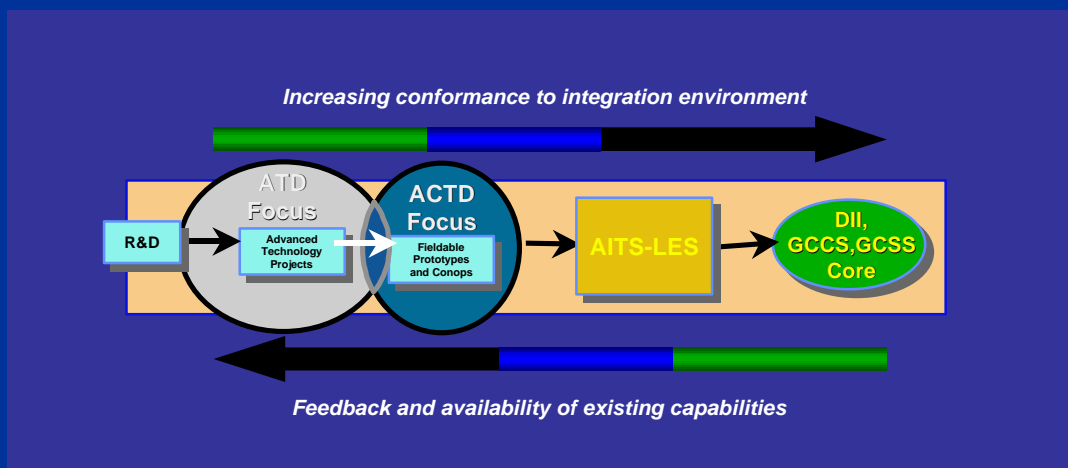 Increasing conformance to integration environment
ATD
Focus
ACTD
Focus
R&D
Advanced
Technology
Projects
Fieldable
Prototypes
and Conops
AITS-LES
DII,
GCCS,GCSS
Core
Feedback and availability of existing capabilities